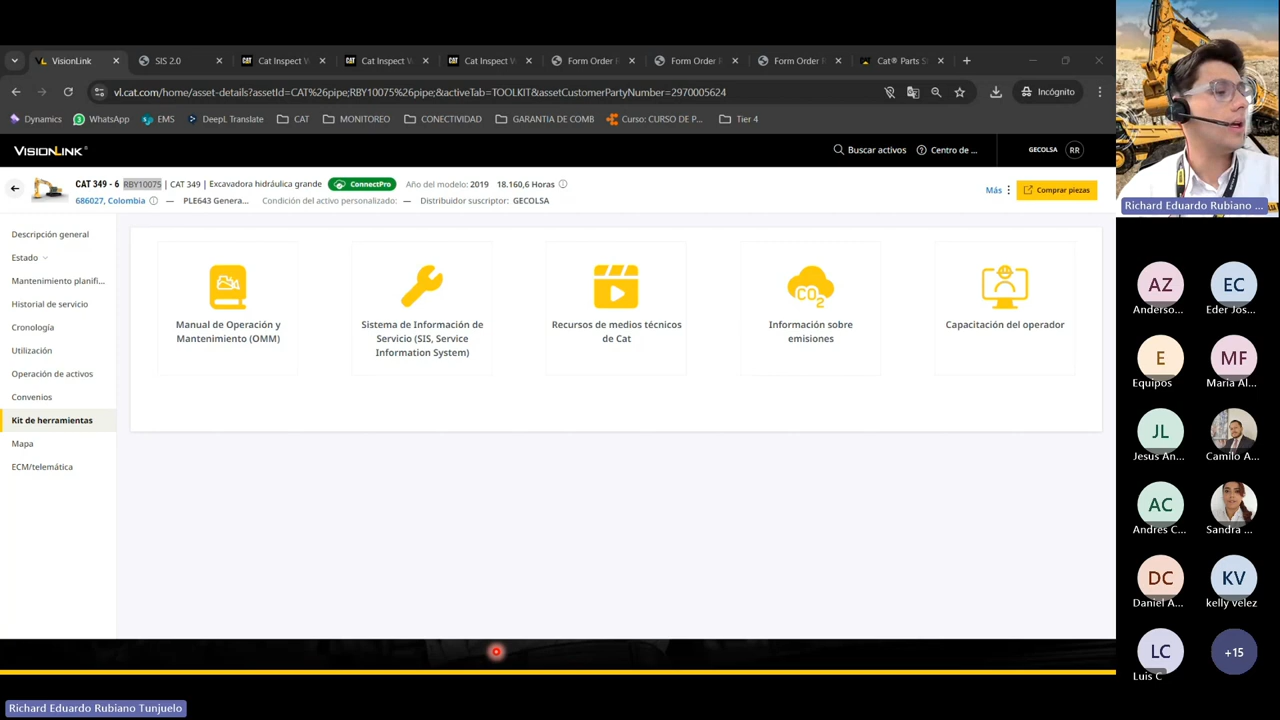 VisionLink
SIS 2.0
Cat Inspect W
Cat Inspect W
Cat Inspect W
Form Order F
Form Order
Form Order
Cat® Parts S
vl.cat.com/home/asset-details?assetId=CAT%26pipe;RBY10075%26pipe;&activeTab=TOOLKIT&assetCustomerPartyNumber=2970005624
Incógnito
Dynamics
WhatsApp
EMS
DeepL Translate
CAT
MONITOREO
CONECTIVIDAD
GARANTIA DE COMB
Curso: CURSO DE P...
Tier 4
VISIONLINK®
Buscar activos
Centro de ...
GECOLSA
RR
CAT 349 - 6 RBY10075 | CAT 349 | Excavadora hidráulica grande
ConnectPro
Año del modelo: 2019
18.160,6 Horas
Más
Comprar piezas
686027, Colombia
— PLE643 Genera...
Condición del activo personalizado: —
Distribuidor suscriptor: GECOLSA
Descripción general
Estado
Mantenimiento planifi...
Historial de servicio
Cronología
Utilización
Operación de activos
Convenios
Kit de herramientas
Mapa
ECM/telemática
Manual de Operación y
Mantenimiento (OMM)
Sistema de Información de
Servicio (SIS, Service
Information System)
Recursos de medios técnicos
de Cat
CO2
Información sobre
emisiones
Capacitación del operador
Richard Eduardo Rubiano ...
AZ
Anderso...
EC
Eder Jos...
E
Equipos
MF
Maria Al...
JL
Jesus An...
Camilo A...
AC
Andres C...
Sandra ...
DC
Daniel A...
KV
kelly velez
LC
Luis C
+15
Richard Eduardo Rubiano Tunjuelo